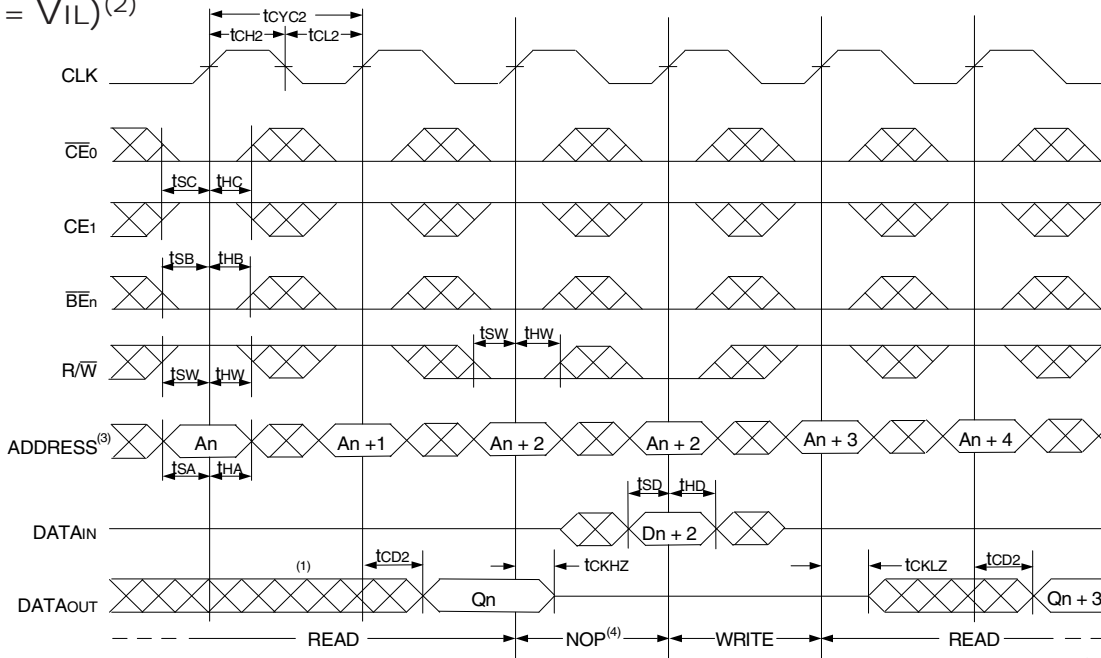 = VIL)(2)
tCYC2
tCH2 tCL2
CLK
CE0
tSC tHC
CE1
tSB tHB
BEn
tSW tHW
R/W
tSW tHW
ADDRESS(3) An An +1 An + 2 An + 2 An + 3 An + 4
tSA tHA
tSD tHD
DATAIN Dn + 2
(1) tCD2 tCKHZ tCKLZ tCD2
DATAOUT Qn Qn + 3
READ NOP(4) WRITE READ